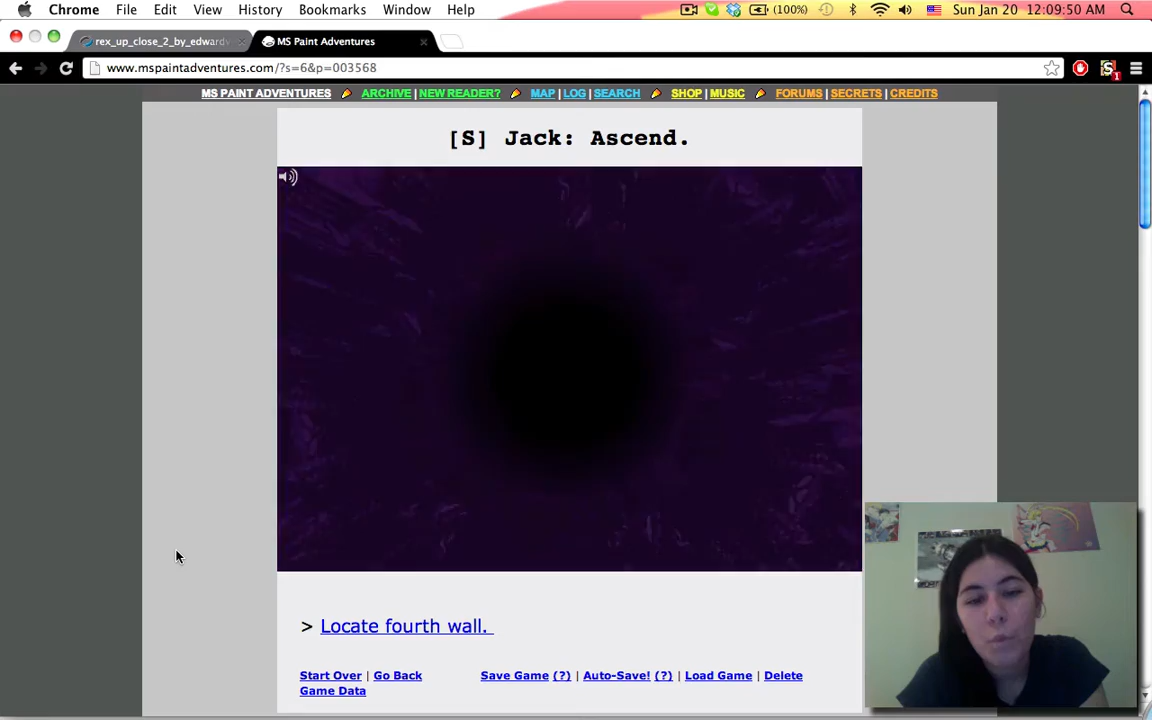 Chrome File Edit View History Bookmarks Window Help (100%) Sun Jan 20 12:09:50 AM
rex_up_close_2_by_edward MS Paint Adventures
www.mspaintadventures.com/?s=6&p=003568
MS PAINT ADVENTURES ARCHIVE | NEW READER? MAP | LOG | SEARCH SHOP | MUSIC FORUMS | SECRETS | CREDITS
[S] Jack: Ascend.
> Locate fourth wall.
Start Over | Go Back Save Game (?) | Auto-Save! (?) | Load Game | Delete
Game Data